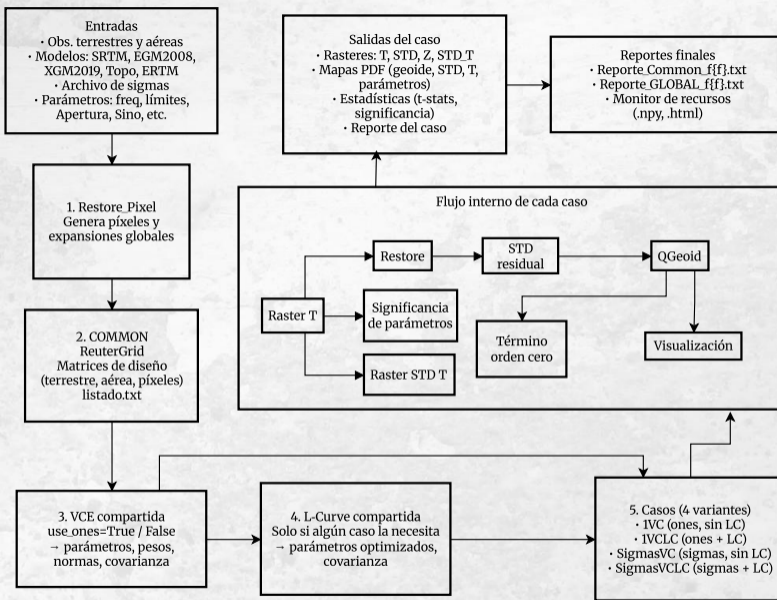 Entradas
· Obs. terrestres y aéreas
· Modelos: SRTM, EGM2008,
XGM2019, Topo, ERTM
· Archivo de sigmas
· Parámetros: freq, límites,
Apertura, Sino, etc.
1. Restore_Pixel
Genera píxeles y
expansiones globales
2. COMMON
ReuterGrid
Matrices de diseño
(terrestre, aérea, píxeles)
listado.txt
3. VCE compartida
use_ones=True / False
→ parámetros, pesos,
normas, covarianza
4. L-Curve compartida
Solo si algún caso la necesita
→ parámetros optimizados,
covarianza
5. Casos (4 variantes)
· 1VC (ones, sin LC)
· 1VCLC (ones + LC)
· SigmasVC (sigmas, sin LC)
· SigmasVCLC (sigmas + LC)
Flujo interno de cada caso
Raster T
Restore
STD
residual
QGeoid
Significancia
de parámetros
Raster STD T
Término
orden cero
Visualización
Salidas del caso
· Rasteres: T, STD, Z, STD_T
· Mapas PDF (geoide, STD, T,
parámetros)
· Estadísticas (t-stats,
significancia)
· Reporte del caso
Reportes finales
· Reporte_Common_f{f}.txt
· Reporte_GLOBAL_f{f}.txt
· Monitor de recursos
(.npy, .html)